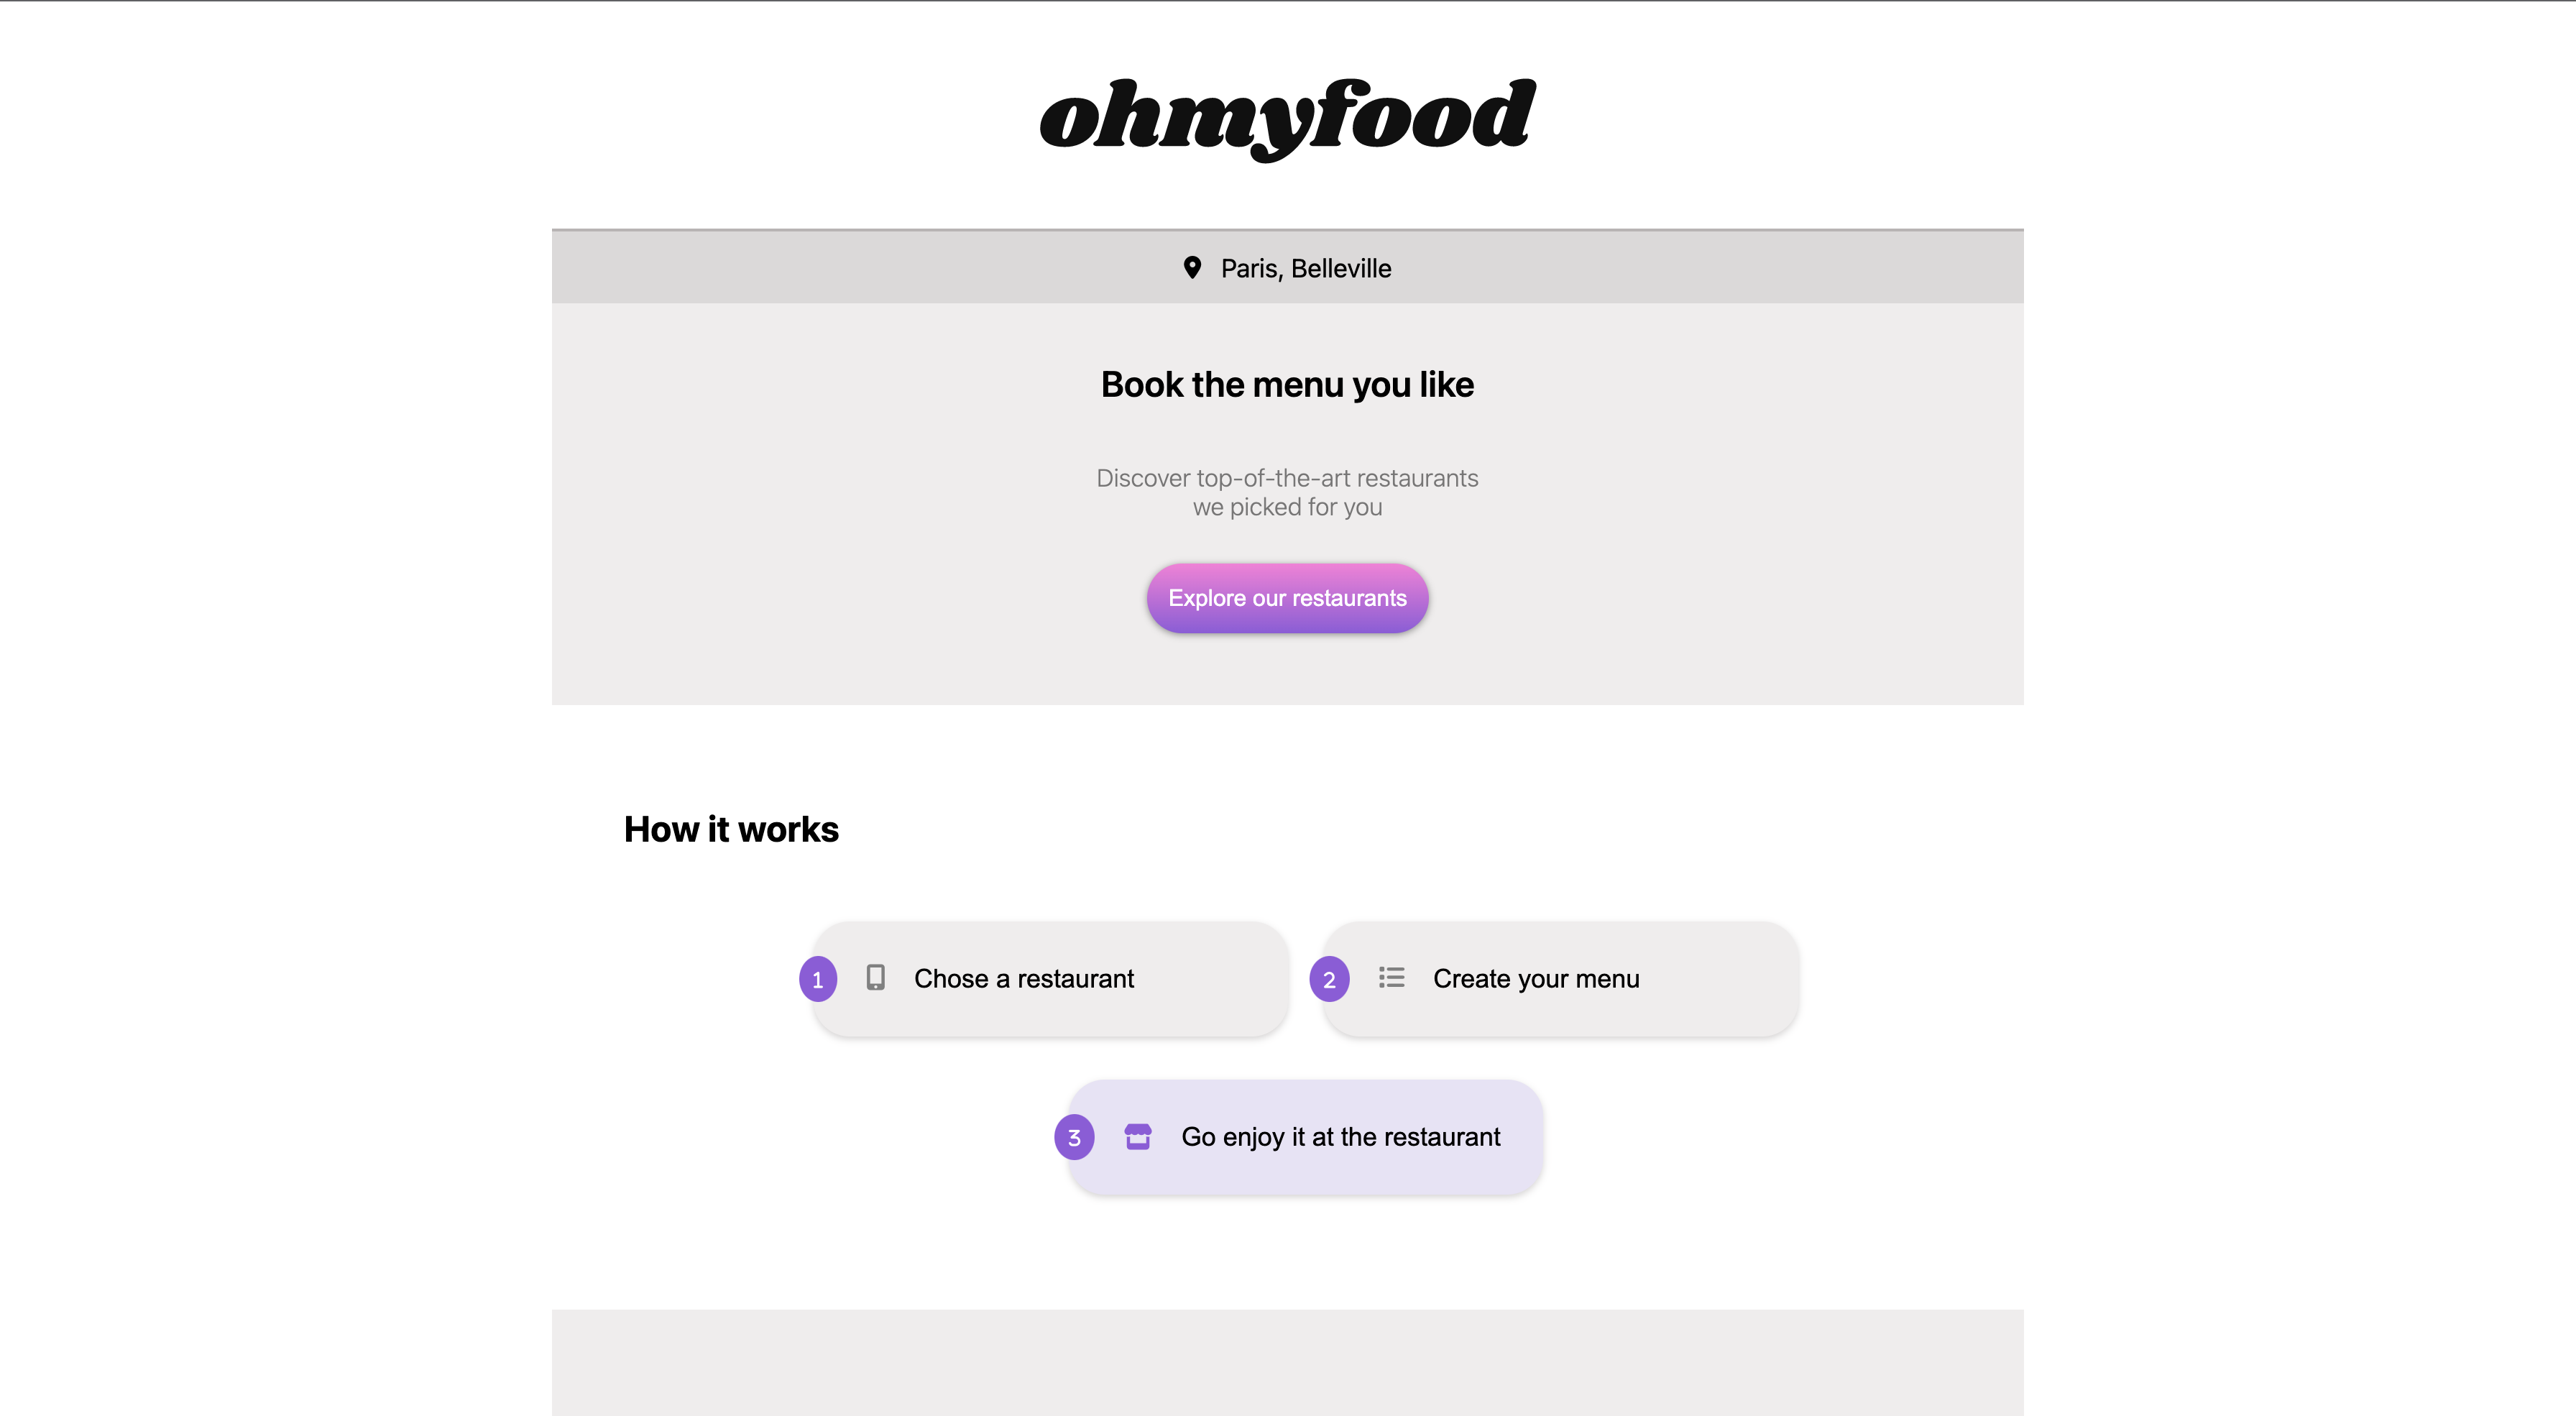 ohmyfood
Paris, Belleville
Book the menu you like
Discover top-of-the-art restaurants
we picked for you
Explore our restaurants
How it works
1 Chose a restaurant
2 Create your menu
3 Go enjoy it at the restaurant